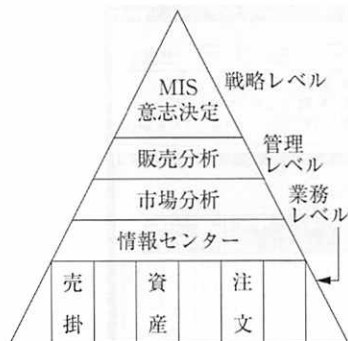 MIS
意志決定
戦略レベル
販売分析
管理
レベル
市場分析
業務
レベル
情報センター
売掛
資産
注文